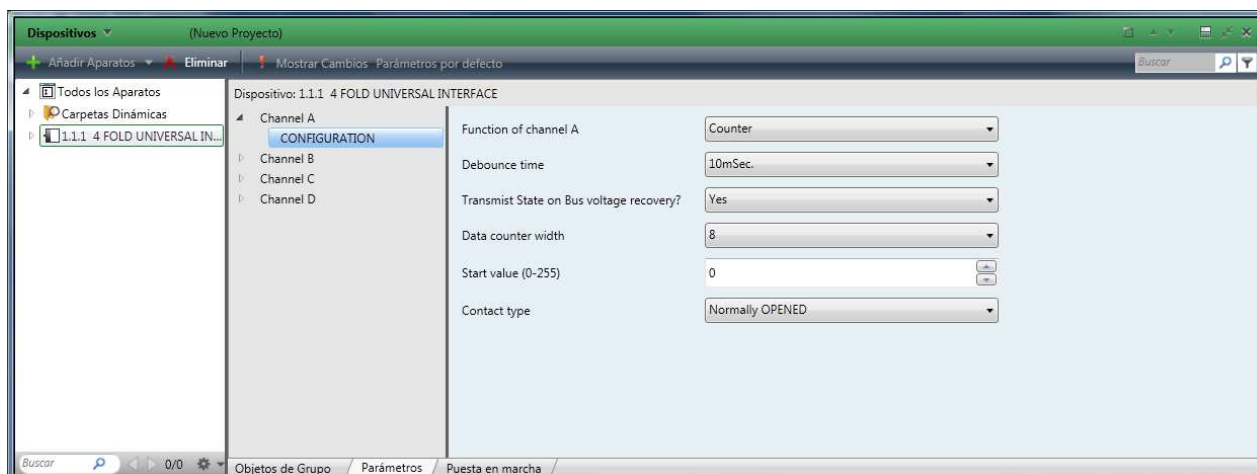 Dispositivos (Nuevo Proyecto)
Añadir Aparatos Eliminar Mostrar Cambios Parámetros por defecto Buscar
Todos los Aparatos
Carpetas Dinámicas
1.1.1 4 FOLD UNIVERSAL IN...
Dispositivo: 1.1.1 4 FOLD UNIVERSAL INTERFACE
Channel A
CONFIGURATION
Channel B
Channel C
Channel D
Function of channel A Counter
Debounce time 10mSec.
Transmist State on Bus voltage recovery? Yes
Data counter width 8
Start value (0-255) 0
Contact type Normally OPENED
Buscar 0/0 Objetos de Grupo Parámetros Puesta en marcha